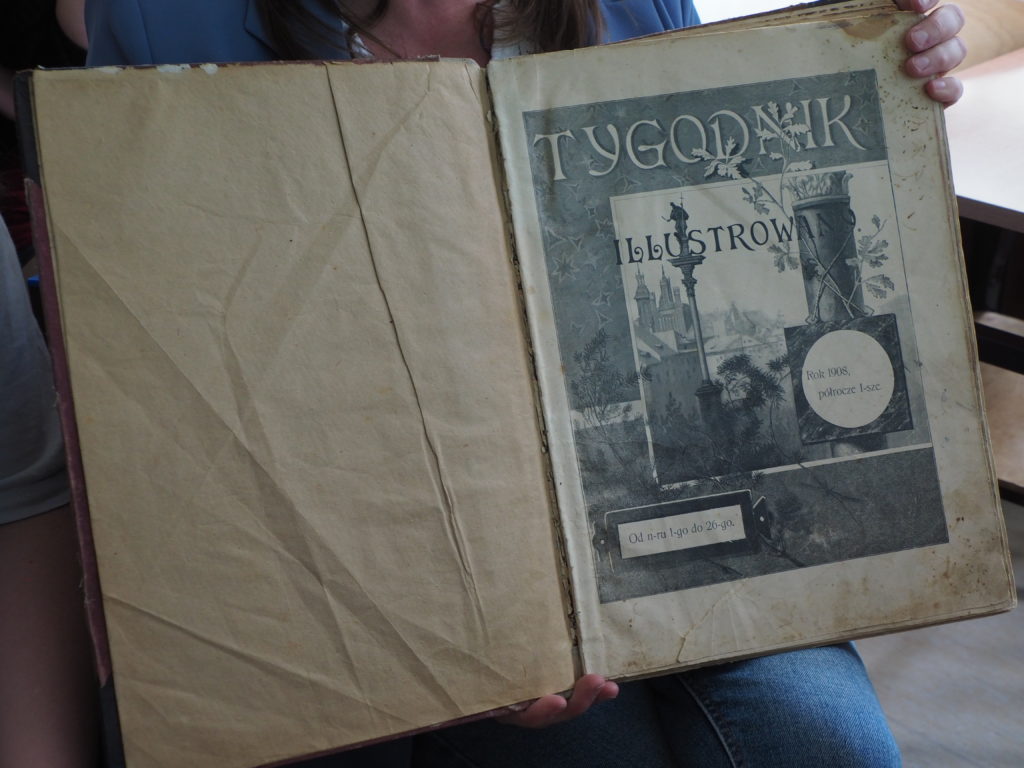 TYGODNIK
ILLUSTROWANY
Rok 1908,
półrocze I-sze.
Od n-ru 1-go do 26-go.